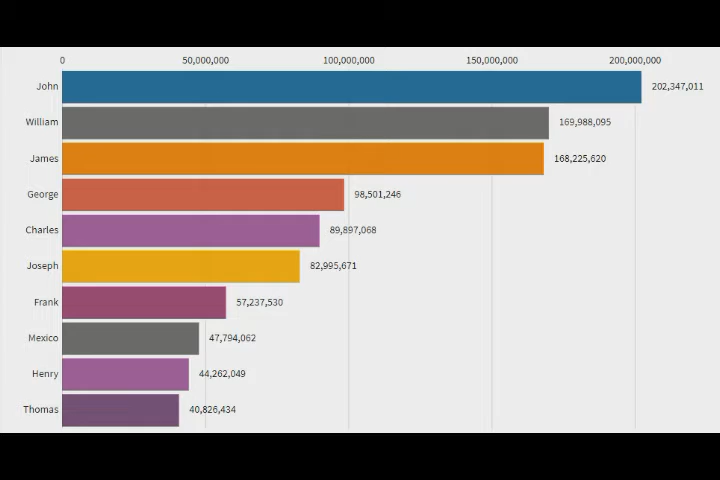 0 50,000,000 100,000,000 150,000,000 200,000,000
John 202,347,011
William 169,988,095
James 168,225,620
George 98,501,246
Charles 89,897,068
Joseph 82,995,671
Frank 57,237,530
Mexico 47,794,062
Henry 44,262,049
Thomas 40,826,434